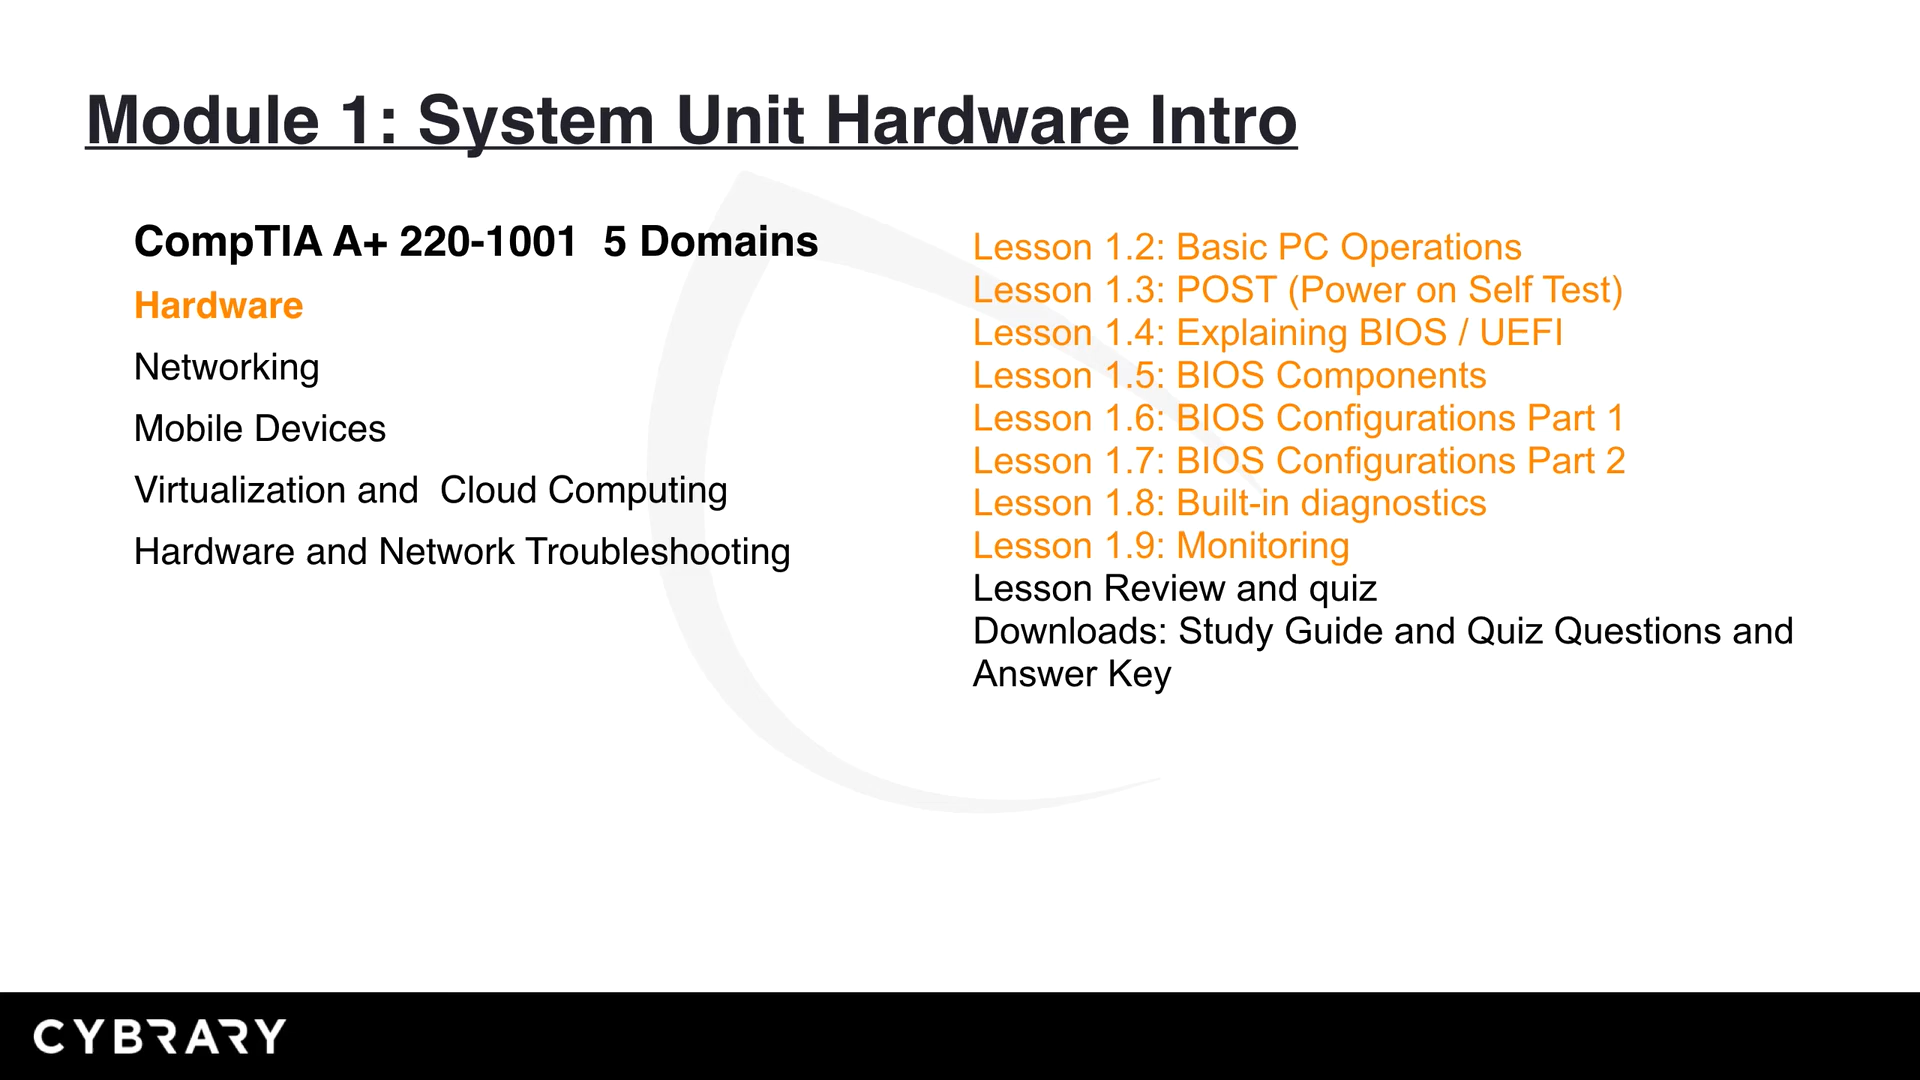 Module 1: System Unit Hardware Intro
CompTIA A+ 220-1001  5 Domains
Hardware
Networking
Mobile Devices
Virtualization and  Cloud Computing
Hardware and Network Troubleshooting
Lesson 1.2: Basic PC Operations
Lesson 1.3: POST (Power on Self Test)
Lesson 1.4: Explaining BIOS / UEFI
Lesson 1.5: BIOS Components
Lesson 1.6: BIOS Configurations Part 1
Lesson 1.7: BIOS Configurations Part 2
Lesson 1.8: Built-in diagnostics
Lesson 1.9: Monitoring
Lesson Review and quiz
Downloads: Study Guide and Quiz Questions and
Answer Key
CYBRARY